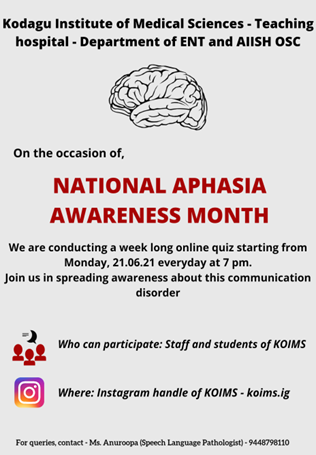 Kodagu Institute of Medical Sciences - Teaching
hospital - Department of ENT and AIISH OSC
On the occasion of,
NATIONAL APHASIA
AWARENESS MONTH
We are conducting a week long online quiz starting from
Monday, 21.06.21 everyday at 7 pm.
Join us in spreading awareness about this communication
disorder
Who can participate: Staff and students of KOIMS
Where: Instagram handle of KOIMS - koims.ig
For queries, contact - Ms. Anuroopa (Speech Language Pathologist) - 9448798110